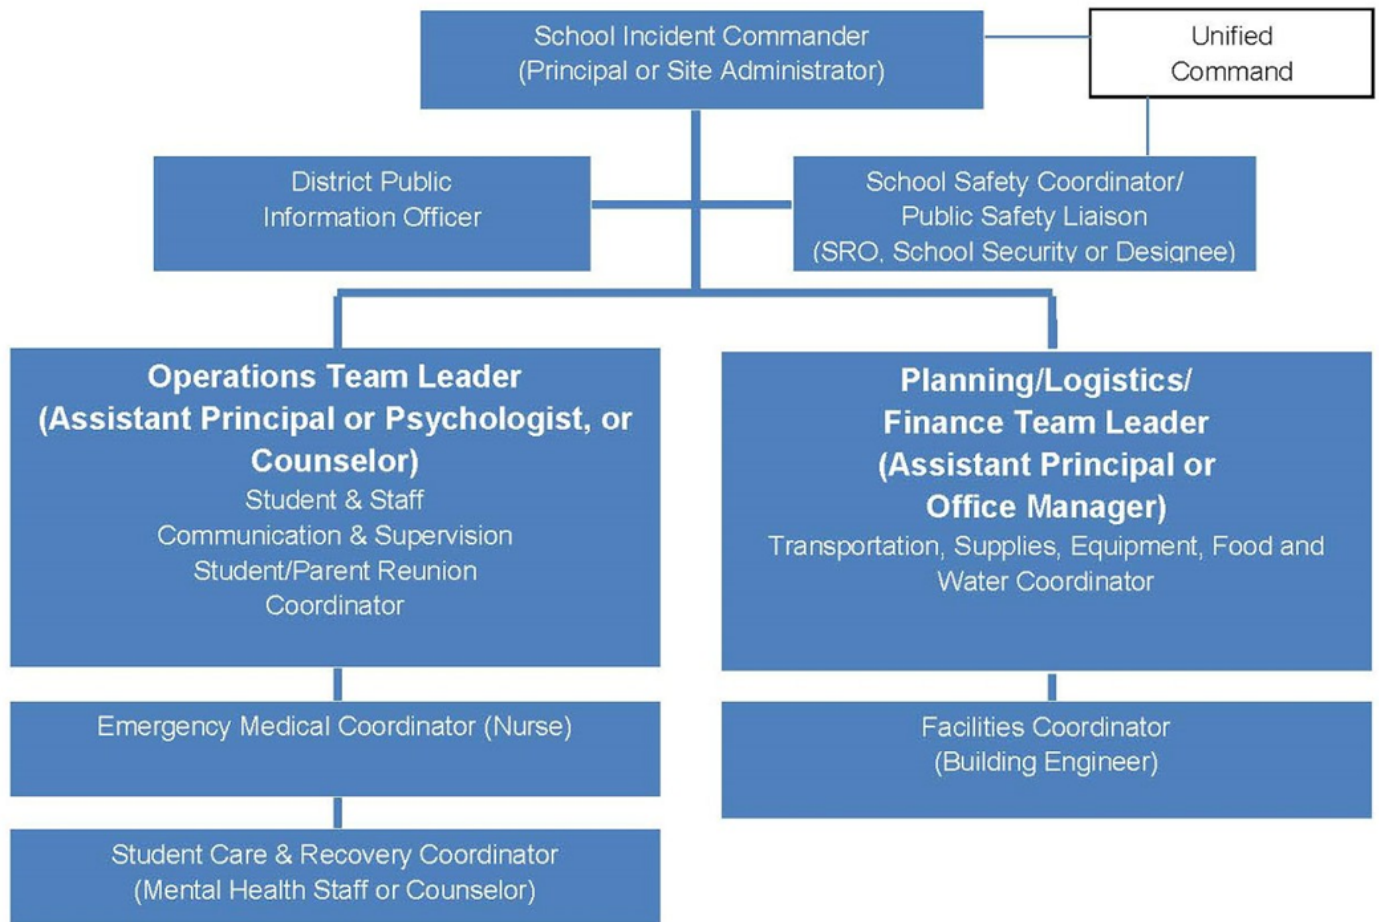 School Incident Commander
(Principal or Site Administrator)
Unified
Command
District Public
Information Officer
School Safety Coordinator/
Public Safety Liaison
(SRO, School Security or Designee)
Operations Team Leader
(Assistant Principal or Psychologist, or
Counselor)
Student & Staff
Communication & Supervision
Student/Parent Reunion
Coordinator
Planning/Logistics/
Finance Team Leader
(Assistant Principal or
Office Manager)
Transportation, Supplies, Equipment, Food and
Water Coordinator
Emergency Medical Coordinator (Nurse)
Facilities Coordinator
(Building Engineer)
Student Care & Recovery Coordinator
(Mental Health Staff or Counselor)